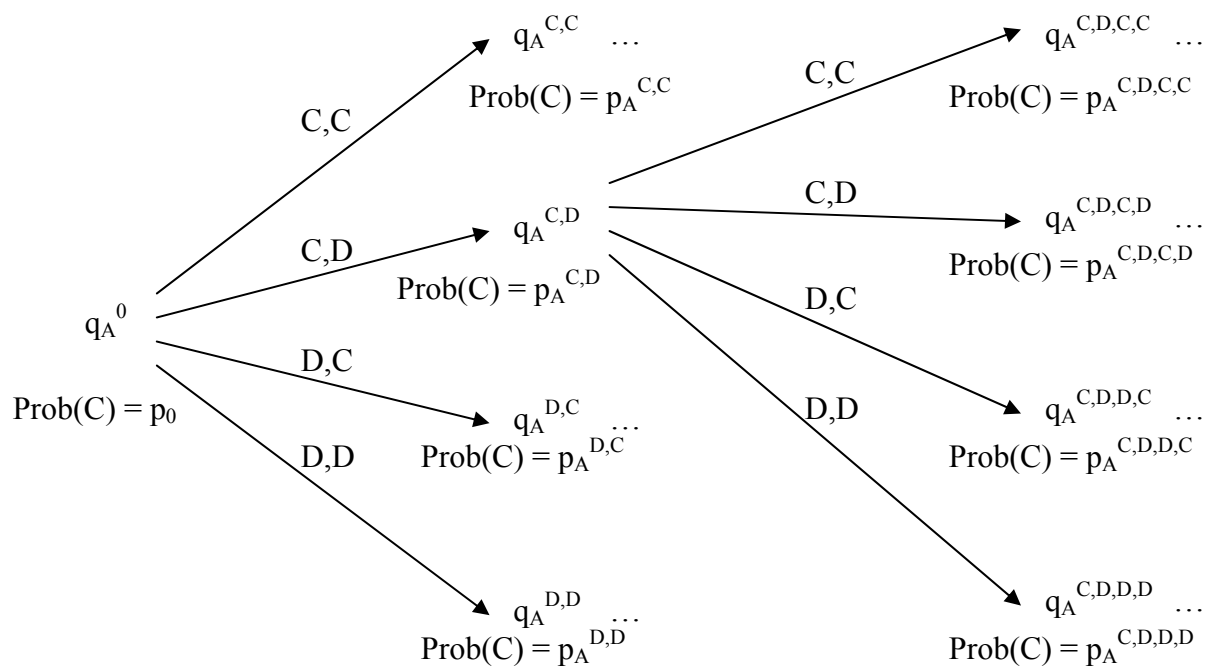 q_A^{C,C} …
Prob(C) = p_A^{C,C}
C,C
C,D
q_A^0
Prob(C) = p_0
D,C
D,D
q_A^{C,D}
Prob(C) = p_A^{C,D}
q_A^{D,C} …
Prob(C) = p_A^{D,C}
q_A^{D,D} …
Prob(C) = p_A^{D,D}
C,C
C,D
D,C
D,D
q_A^{C,D,C,C} …
Prob(C) = p_A^{C,D,C,C}
q_A^{C,D,C,D} …
Prob(C) = p_A^{C,D,C,D}
q_A^{C,D,D,C} …
Prob(C) = p_A^{C,D,D,C}
q_A^{C,D,D,D} …
Prob(C) = p_A^{C,D,D,D}